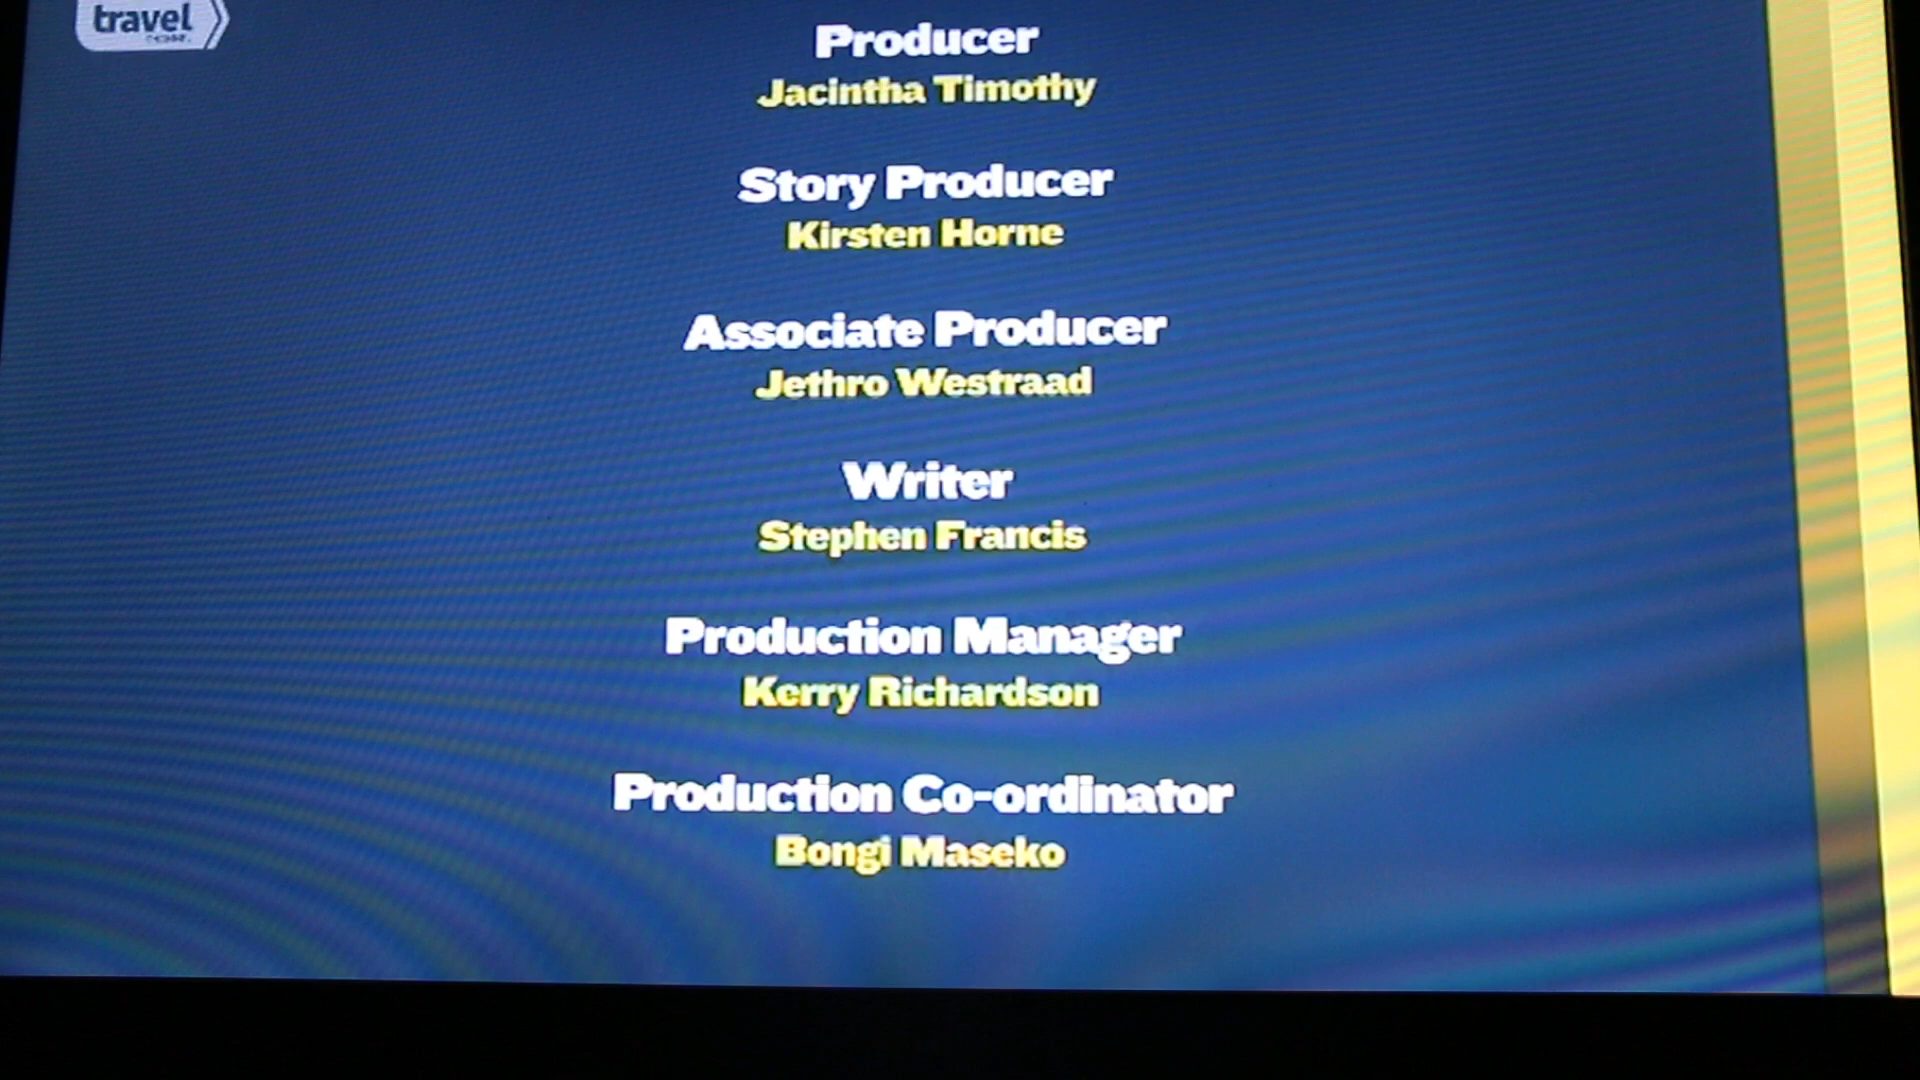 travel
Producer
Jacintha Timothy
Story Producer
Kirsten Horne
Associate Producer
Jethro Westraad
Writer
Stephen Francis
Production Manager
Kerry Richardson
Production Co-ordinator
Bongi Maseko